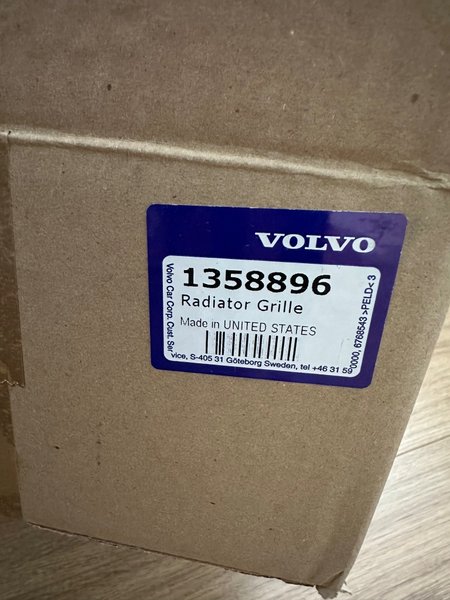 VOLVO
1358896
Radiator Grille
Made in UNITED STATES
Volvo Car Corp.Cust. Ser
vice, S-405 31 Göteborg Sweden, tel +46 31 59
0000, 6768543 >PELD< 3